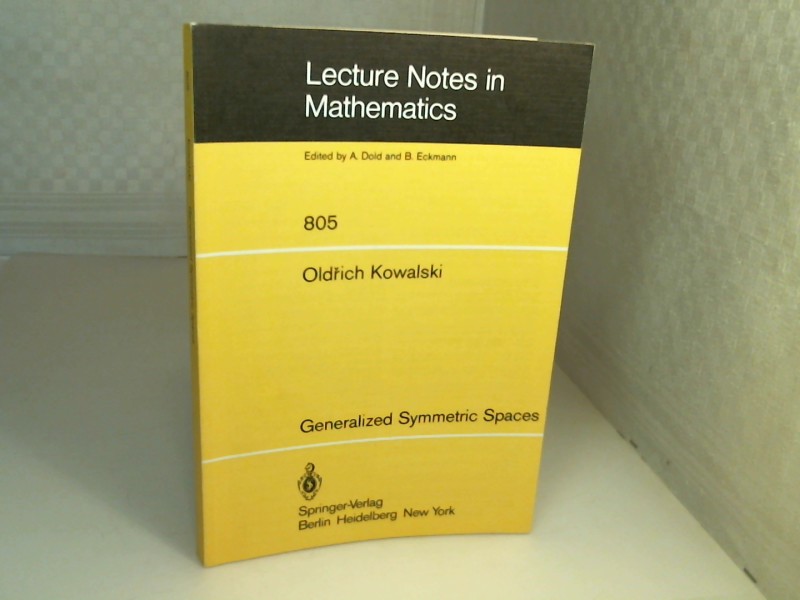 Lecture Notes in
Mathematics
Edited by A. Dold and B. Eckmann
805
Oldřich Kowalski
Generalized Symmetric Spaces
Springer-Verlag
Berlin Heidelberg New York